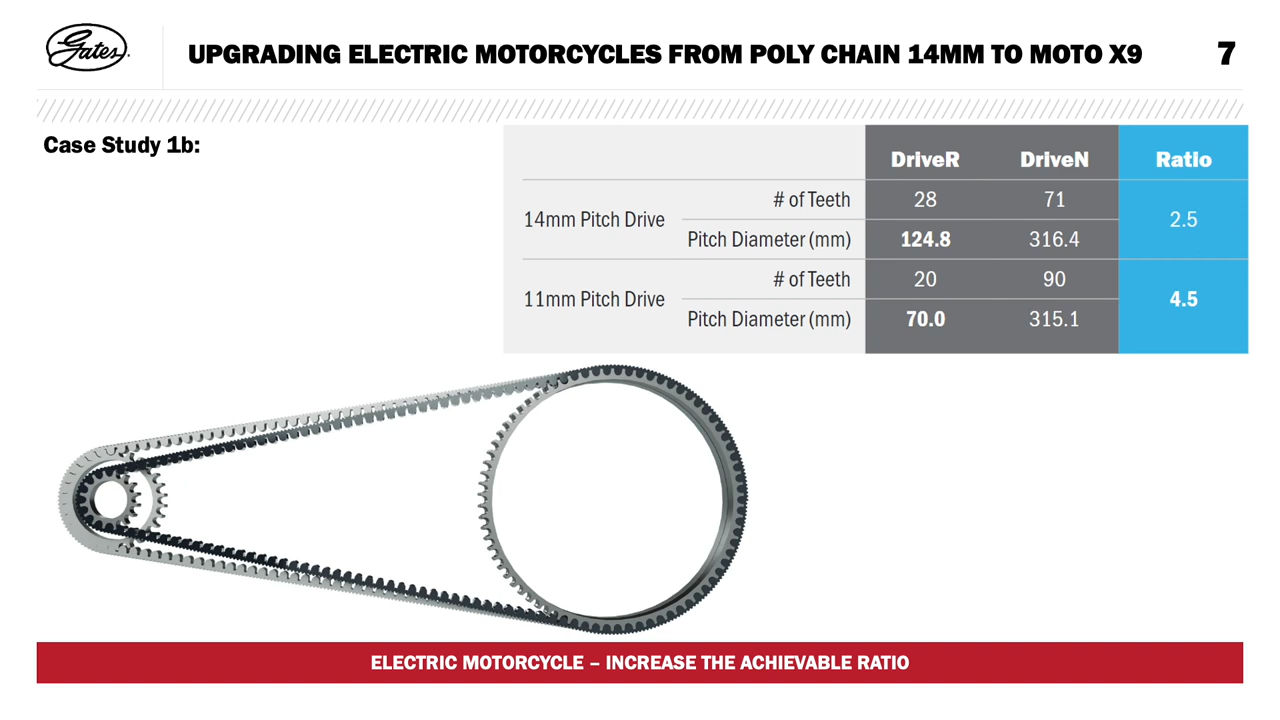 Gates
UPGRADING ELECTRIC MOTORCYCLES FROM POLY CHAIN 14MM TO MOTO X9
7
Case Study 1b:
DriveR DriveN Ratio
# of Teeth 28 71
14mm Pitch Drive 2.5
Pitch Diameter (mm) 124.8 316.4
# of Teeth 20 90
11mm Pitch Drive 4.5
Pitch Diameter (mm) 70.0 315.1
ELECTRIC MOTORCYCLE – INCREASE THE ACHIEVABLE RATIO